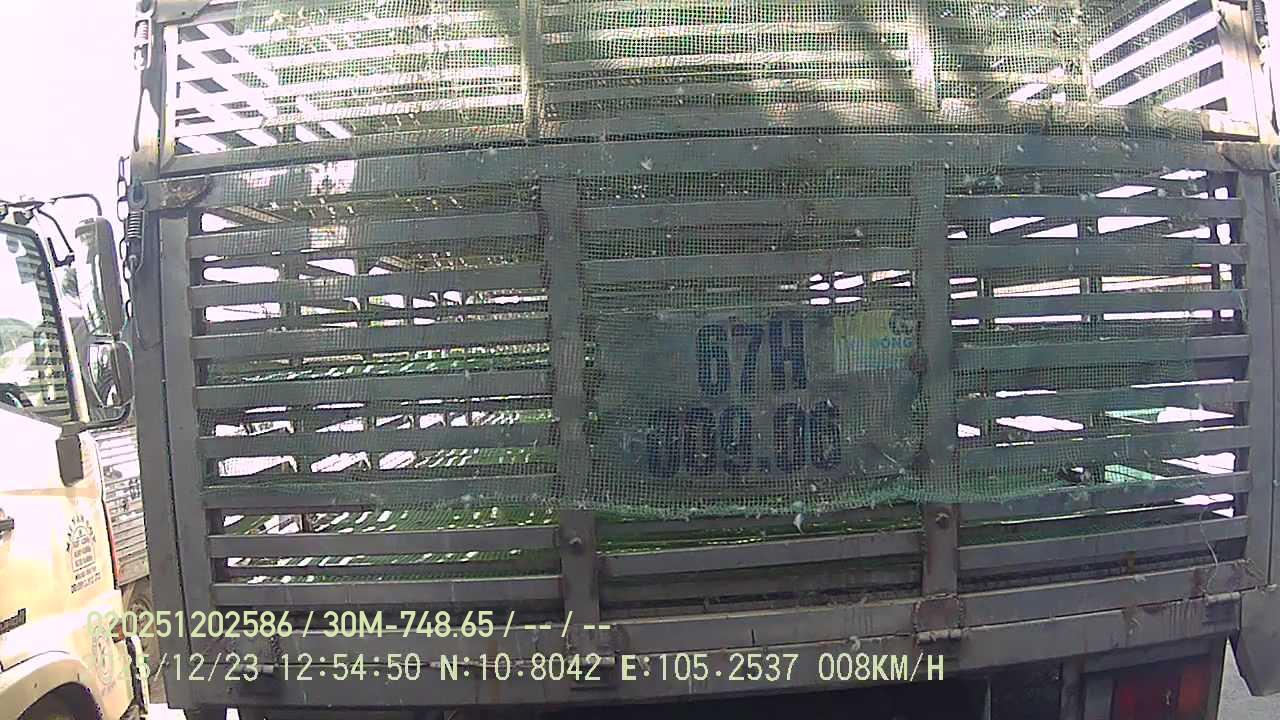 67H
009.06
020251202586 / 30M-748.65 / -- / --
2025/12/23 12:54:50 N:10.8042 E:105.2537 008KM/H